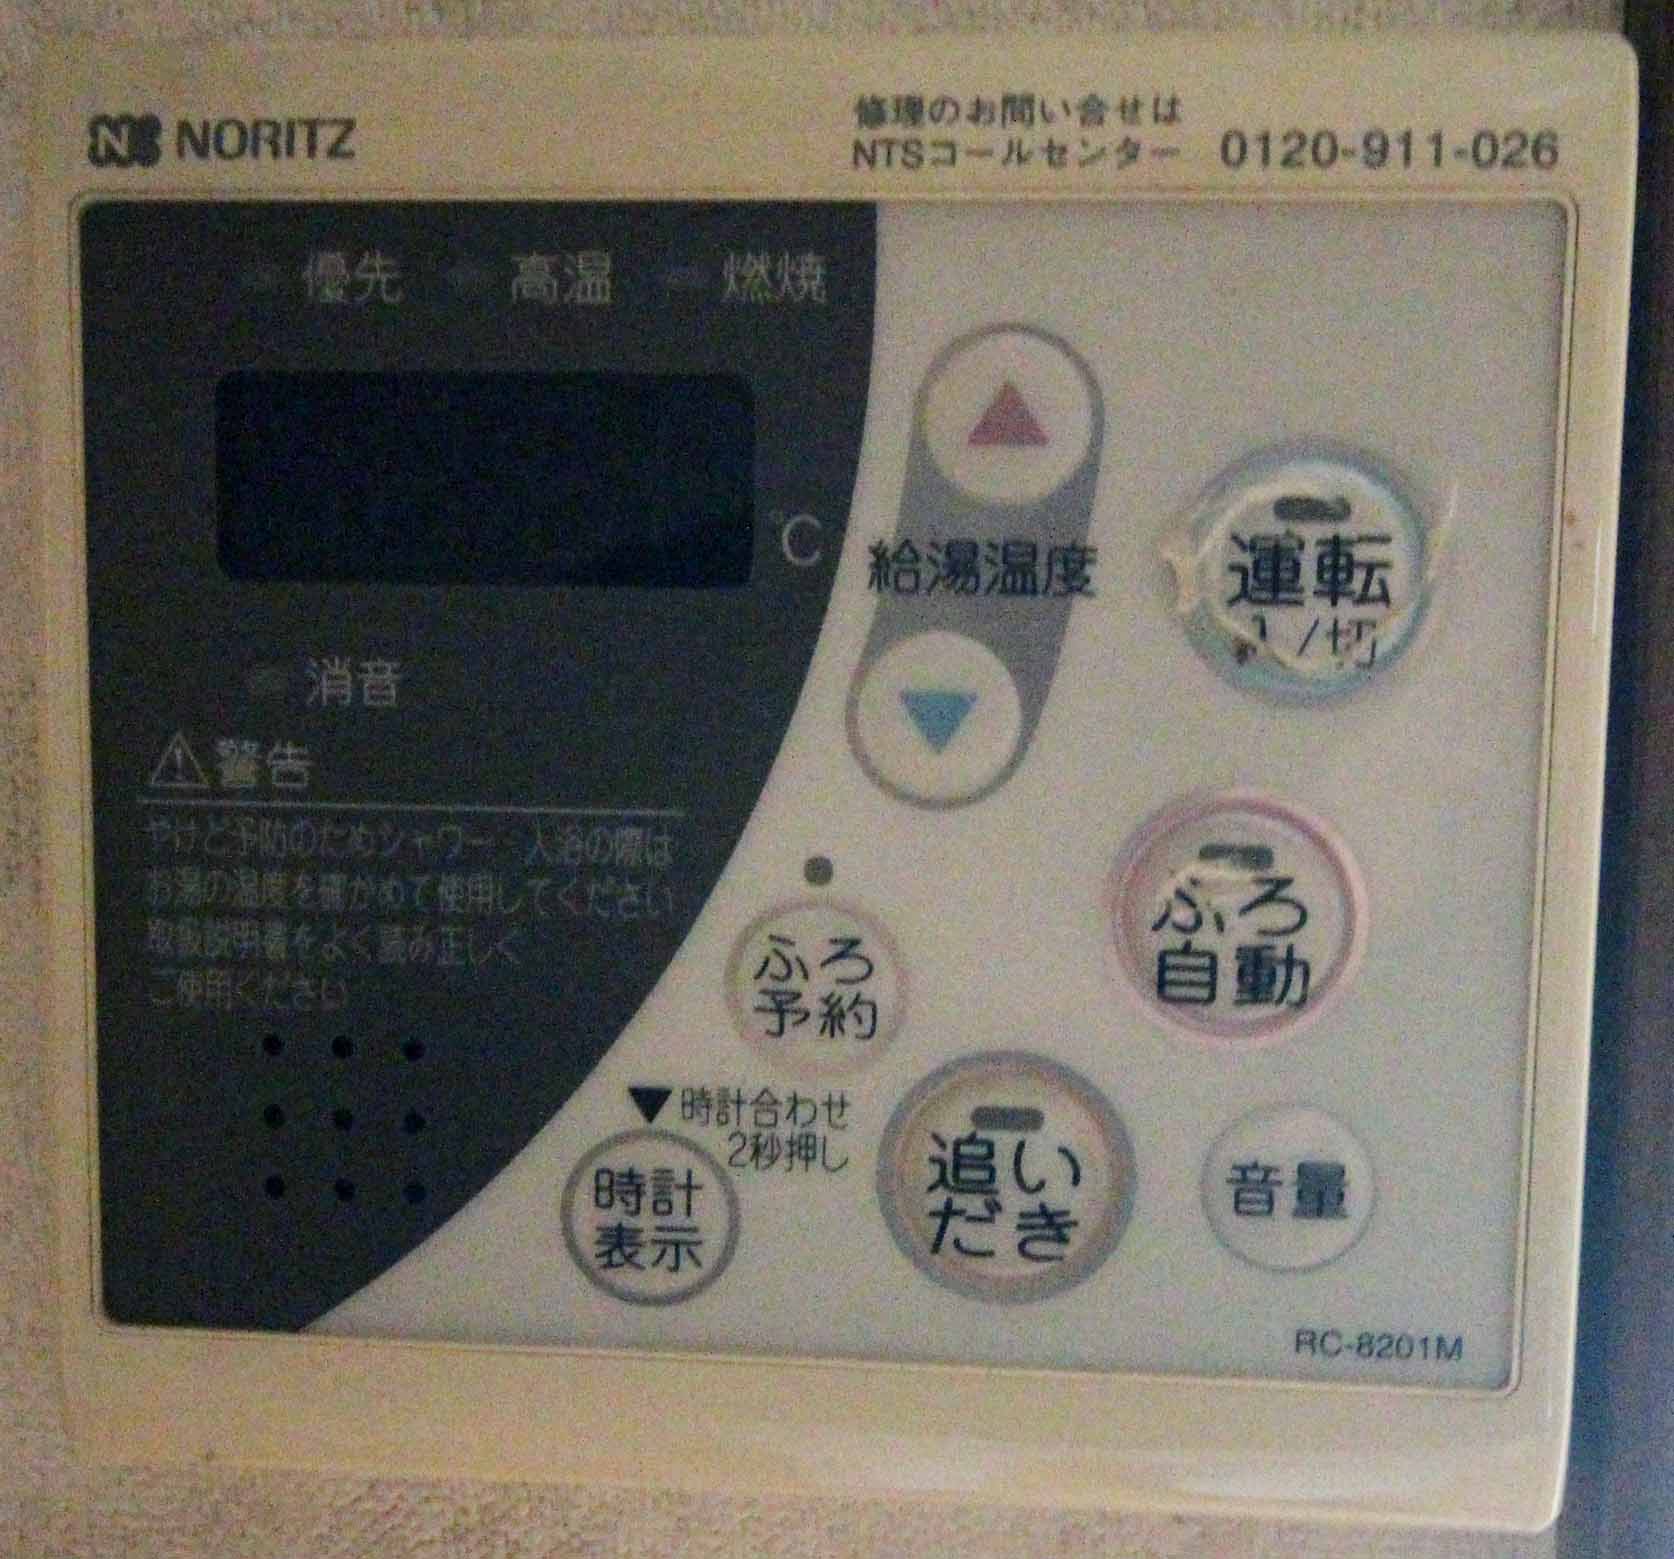 NORITZ
修理のお問い合せは
NTSコールセンター 0120-911-026
優先 高温 燃焼
℃
給湯温度
運転
入/切
消音
警告
やけど予防のためシャワー・入浴の際は
お湯の温度を確かめて使用してください
取扱説明書をよく読み正しく
ご使用ください
ふろ
自動
ふろ
予約
▼時計合わせ
2秒押し
時計
表示
追い
だき
音量
RC-8201M